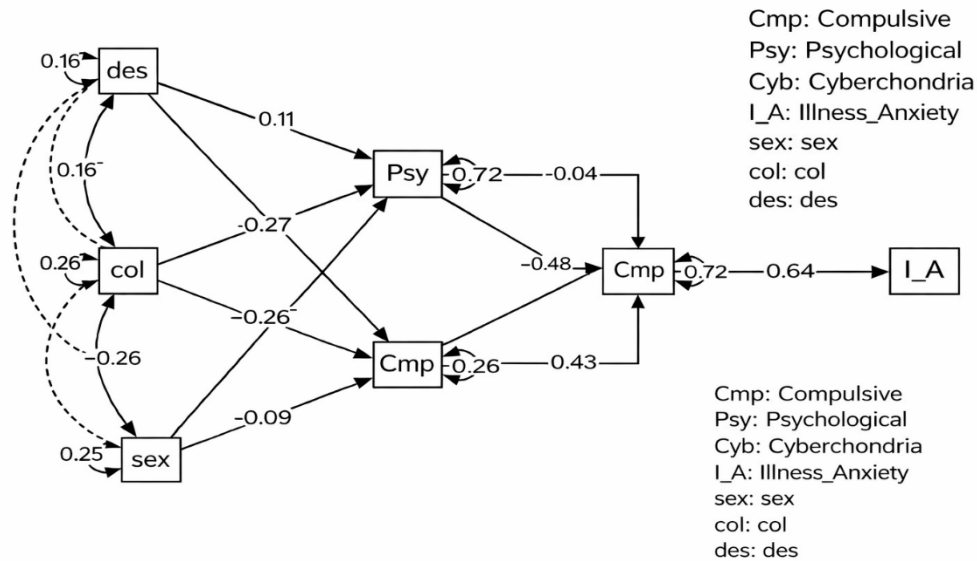 Cmp: Compulsive
Psy: Psychological
Cyb: Cyberchondria
I_A: Illness_Anxiety
sex: sex
col: col
des: des
0.16
des
0.11
Psy
-0.72
-0.04
0.16-
-0.27
0.26
col
-0.48
Cmp
-0.72
0.64
I_A
-0.26-
-0.26
Cmp
-0.26
0.43
-0.09
0.25
sex
Cmp: Compulsive
Psy: Psychological
Cyb: Cyberchondria
I_A: Illness_Anxiety
sex: sex
col: col
des: des